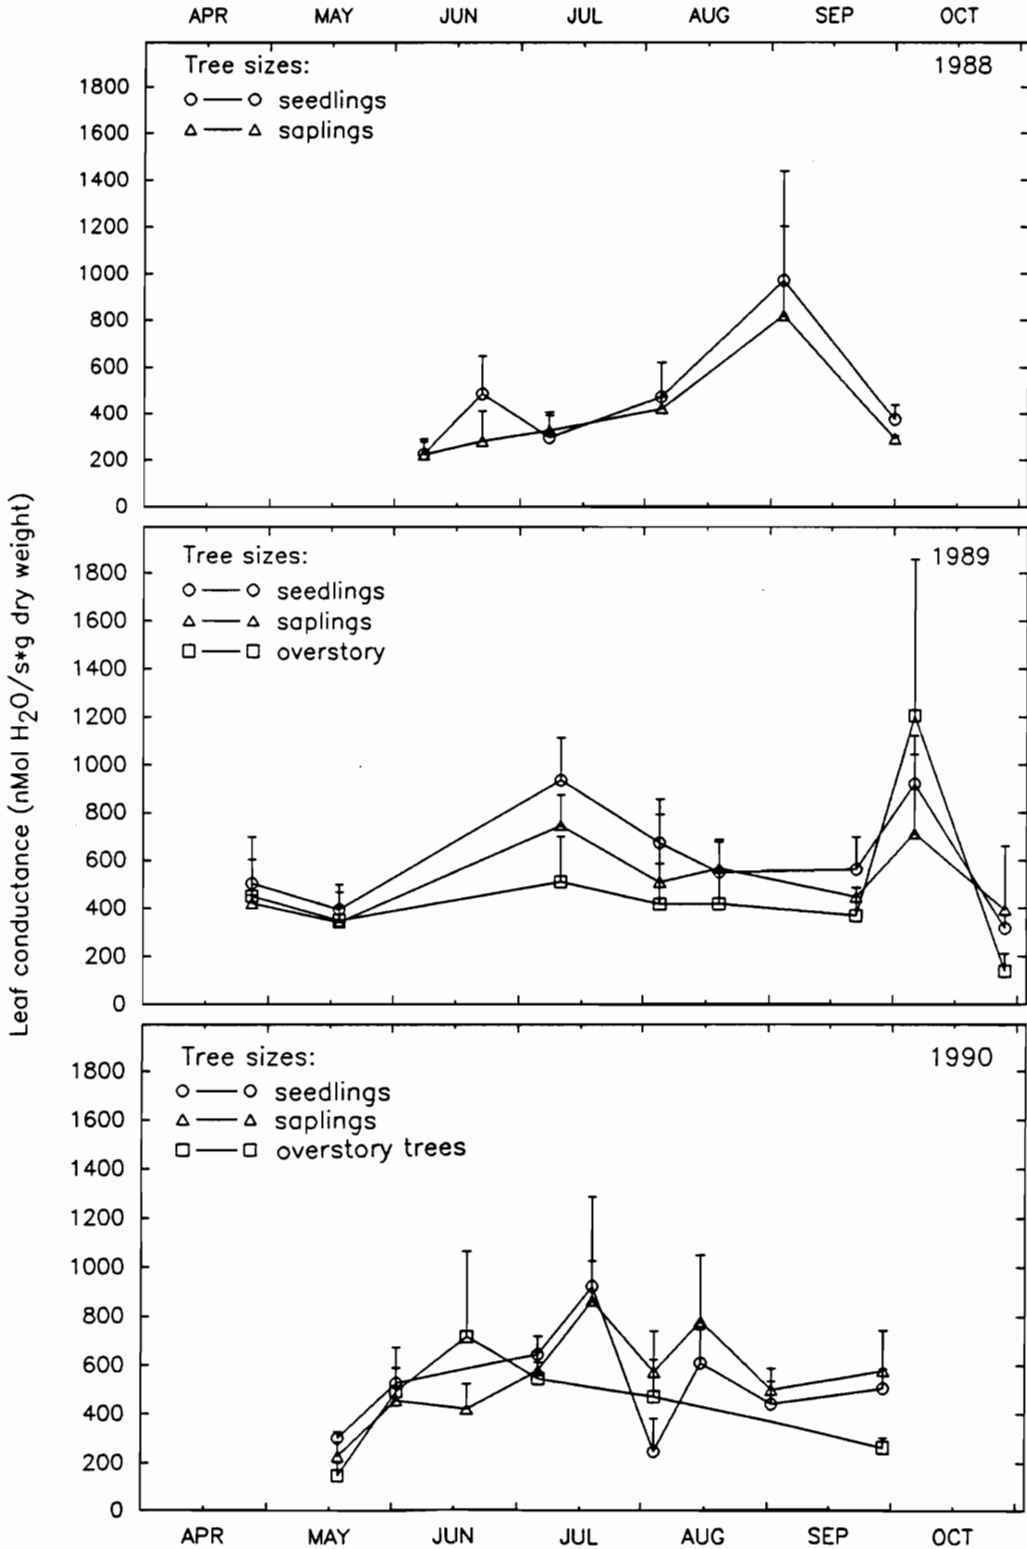 APR MAY JUN JUL AUG SEP OCT
Tree sizes: 1988
seedlings
saplings
1800
1600
1400
1200
1000
800
600
400
200
0
Leaf conductance (nMol H2O/s*g dry weight)
Tree sizes: 1989
seedlings
saplings
overstory
1800
1600
1400
1200
1000
800
600
400
200
0
Tree sizes: 1990
seedlings
saplings
overstory trees
1800
1600
1400
1200
1000
800
600
400
200
0
APR MAY JUN JUL AUG SEP OCT